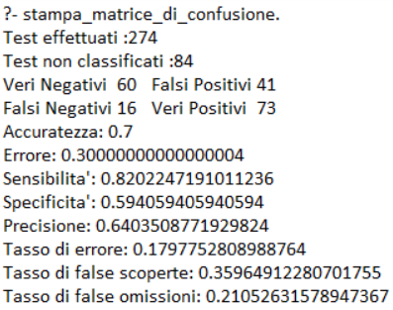 ?- stampa_matrice_di_confusione.
Test effettuati :274
Test non classificati :84
Veri Negativi  60   Falsi Positivi 41
Falsi Negativi 16   Veri Positivi  73
Accuratezza: 0.7
Errore: 0.30000000000000004
Sensibilita': 0.8202247191011236
Specificita': 0.594059405940594
Precisione: 0.6403508771929824
Tasso di errore: 0.1797752808988764
Tasso di false scoperte: 0.35964912280701755
Tasso di false omissioni: 0.21052631578947367